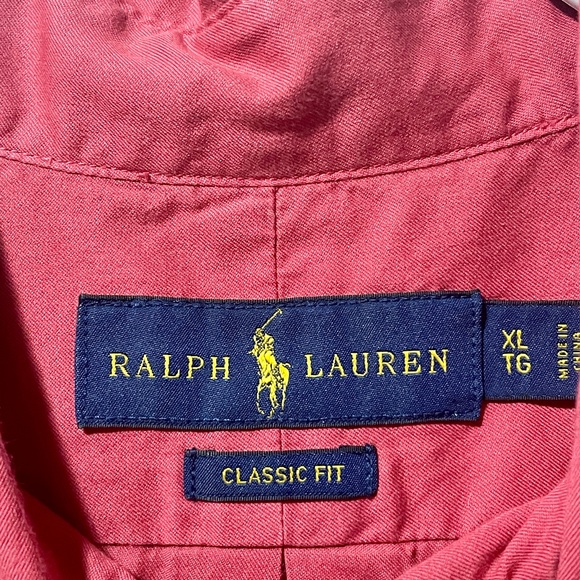 RALPH LAUREN
XL
TG
MADE IN
CHINA
CLASSIC FIT